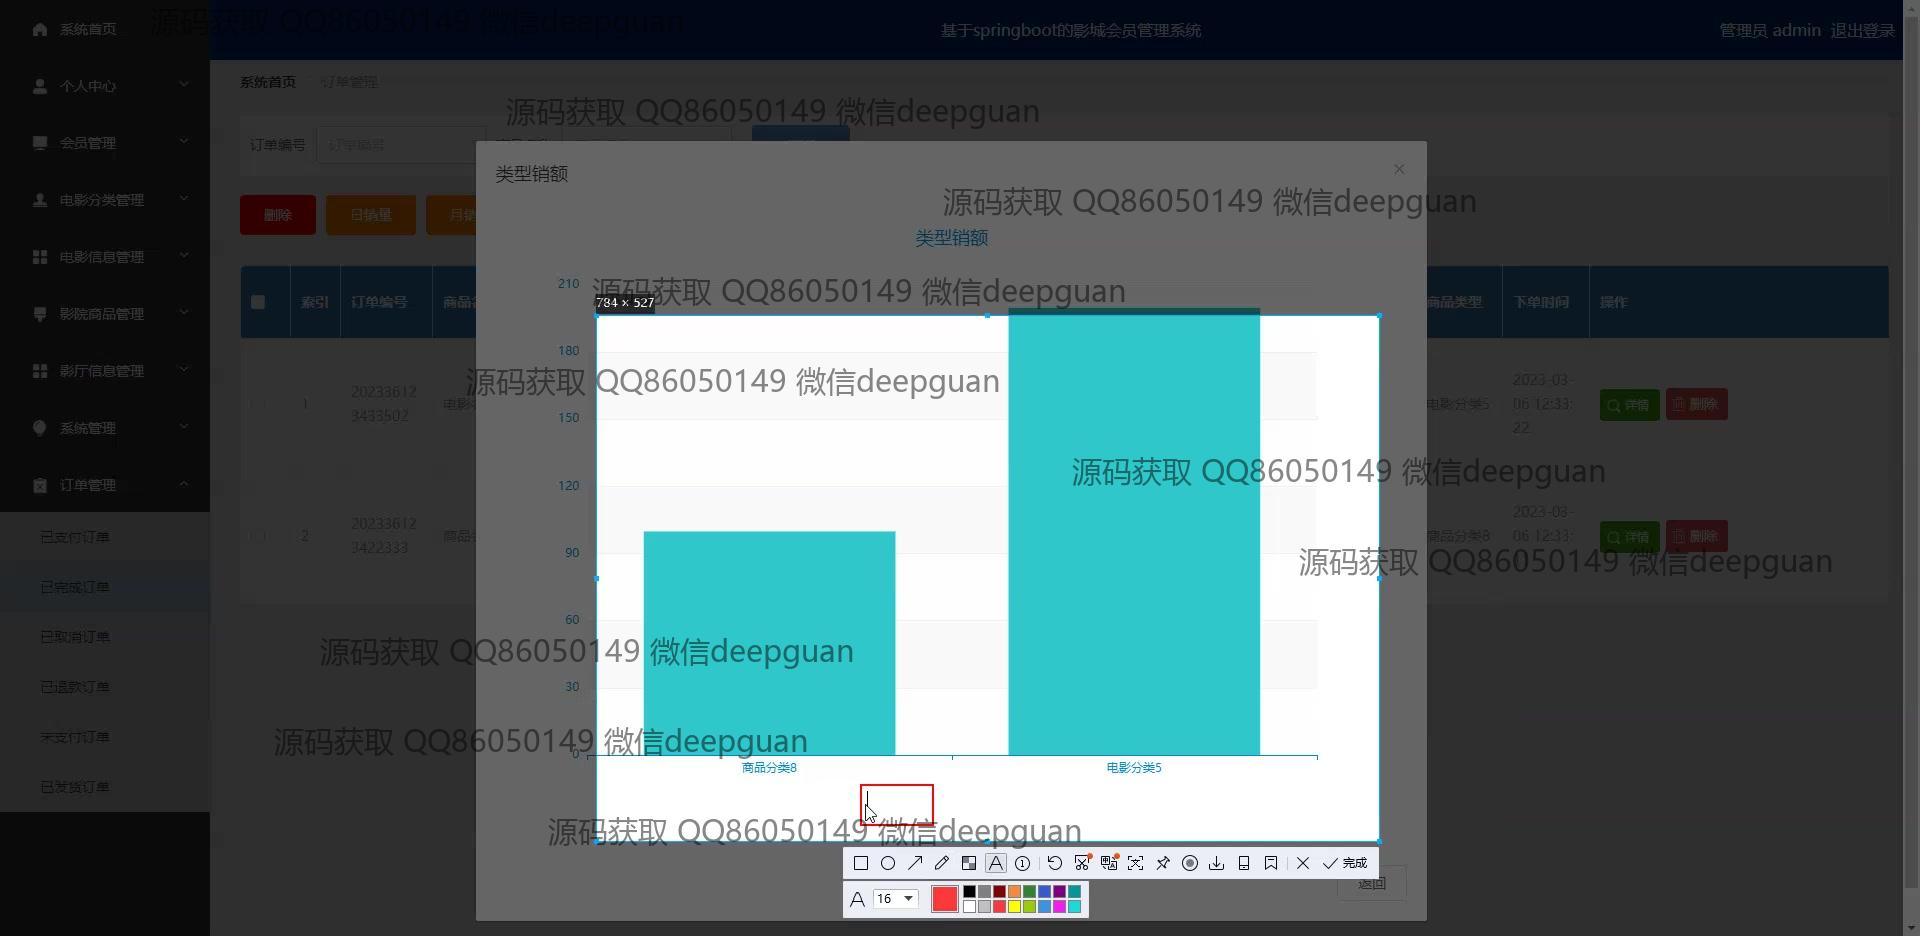 系统首页
源码获取 QQ86050149 微信deepguan
基于springboot的影城会员管理系统
管理员 admin 退出登录
个人中心
会员管理
电影分类管理
电影信息管理
影院商品管理
影厅信息管理
系统管理
订单管理
已支付订单
已完成订单
已取消订单
已退款订单
未支付订单
已发货订单
系统首页 订单管理
源码获取 QQ86050149 微信deepguan
订单编号 订单编号
类型销额
源码获取 QQ86050149 微信deepguan
删除 日销量 月销
类型销额
源码获取 QQ86050149 微信deepguan
784 × 527
索引 订单编号 商品名
商品类型 下单时间 操作
210
180
150
120
90
60
30
0
源码获取 QQ86050149 微信deepguan
1
20233612
3433502
电影
电影分类5
2023-03-
06 12:33:
22
详情 删除
源码获取 QQ86050149 微信deepguan
2
20233612
3422333
商品
商品分类8
2023-03-
06 12:33:
详情 删除
源码获取 QQ86050149 微信deepguan
源码获取 QQ86050149 微信deepguan
源码获取 QQ86050149 微信deepguan
商品分类8 电影分类5
源码获取 QQ86050149 微信deepguan
完成
返回
A 16